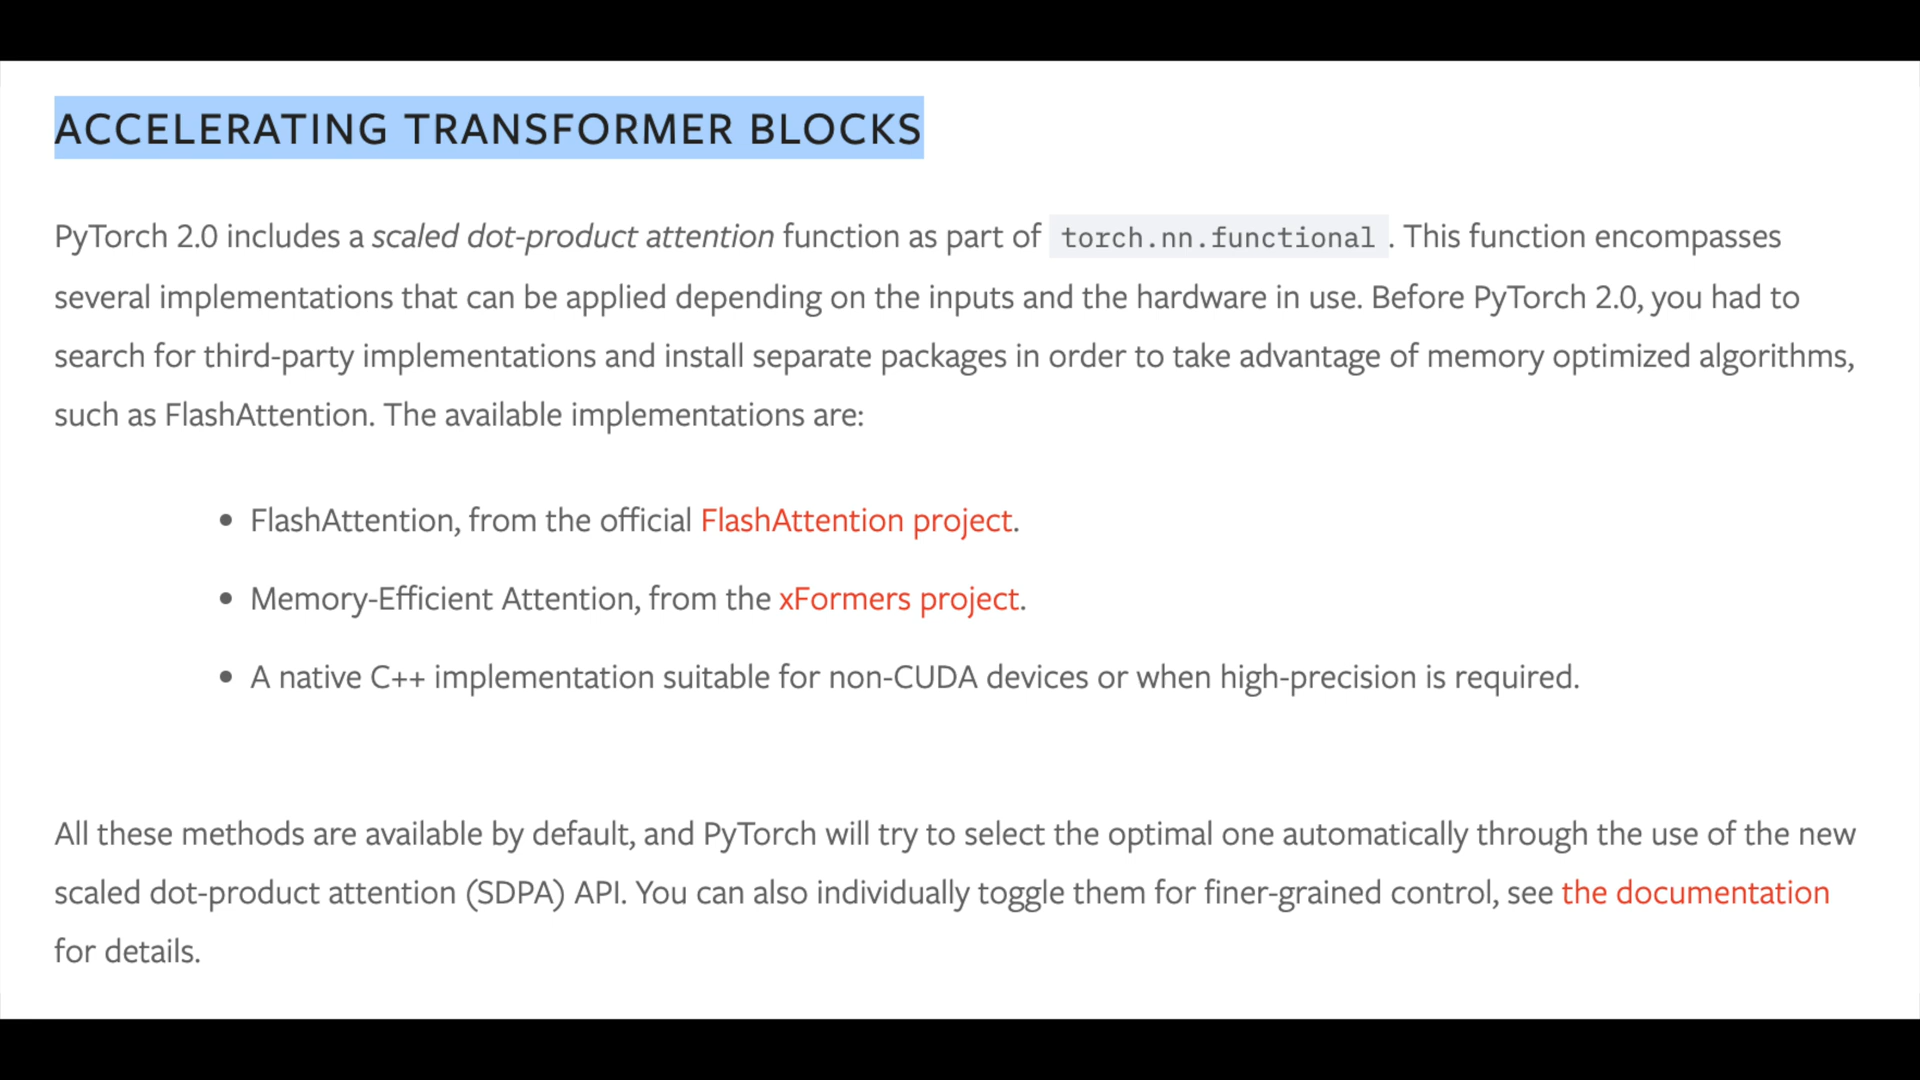 ACCELERATING TRANSFORMER BLOCKS
PyTorch 2.0 includes a scaled dot-product attention function as part of torch.nn.functional. This function encompasses
several implementations that can be applied depending on the inputs and the hardware in use. Before PyTorch 2.0, you had to
search for third-party implementations and install separate packages in order to take advantage of memory optimized algorithms,
such as FlashAttention. The available implementations are:
• FlashAttention, from the official FlashAttention project.
• Memory-Efficient Attention, from the xFormers project.
• A native C++ implementation suitable for non-CUDA devices or when high-precision is required.
All these methods are available by default, and PyTorch will try to select the optimal one automatically through the use of the new
scaled dot-product attention (SDPA) API. You can also individually toggle them for finer-grained control, see the documentation
for details.